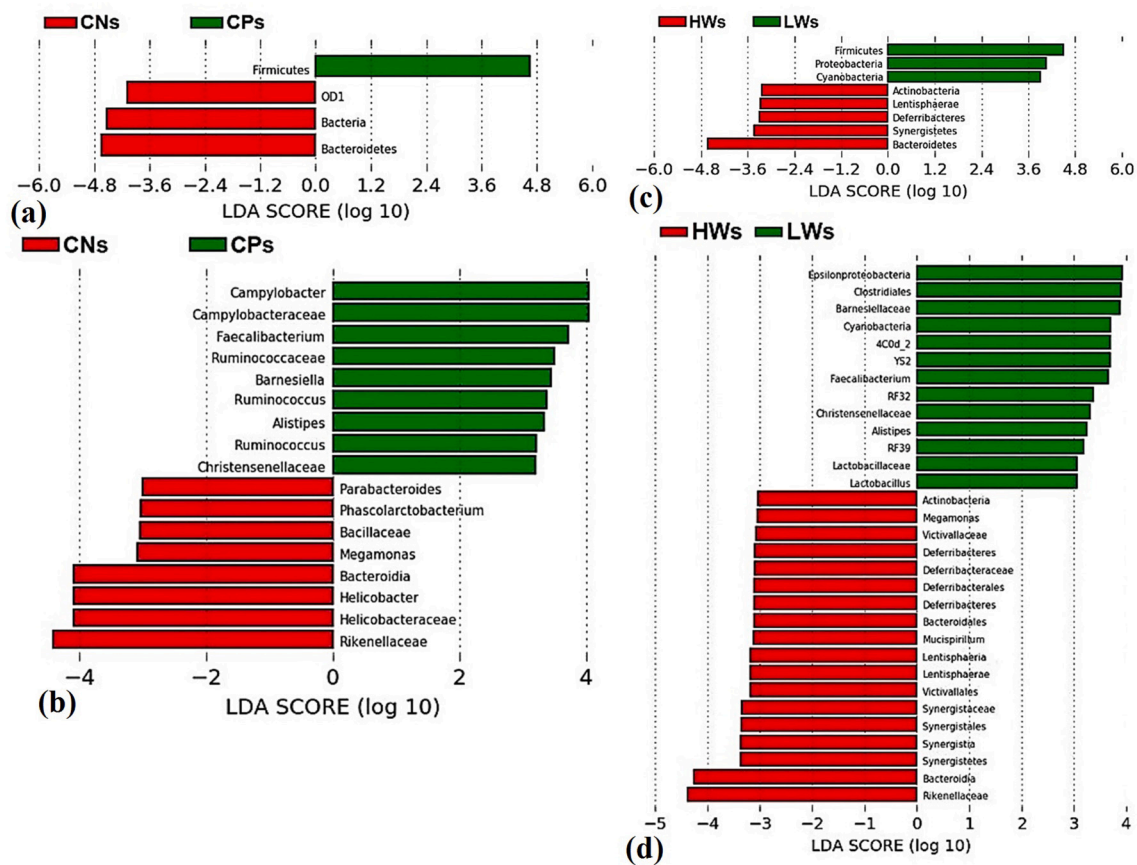 CNs CPs
Firmicutes
OD1
Bacteria
Bacteroidetes
-6.0 -4.8 -3.6 -2.4 -1.2 0.0 1.2 2.4 3.6 4.8 6.0
LDA SCORE (log 10)
(a)
HWs LWs
Firmicutes
Proteobacteria
Cyanobacteria
Actinobacteria
Lentisphaerae
Deferribacteres
Synergistetes
Bacteroidetes
-6.0 -4.8 -3.6 -2.4 -1.2 0.0 1.2 2.4 3.6 4.8 6.0
LDA SCORE (log 10)
(c)
CNs CPs
Campylobacter
Campylobacteraceae
Faecalibacterium
Ruminococcaceae
Barnesiella
Ruminococcus
Alistipes
Ruminococcus
Christensenellaceae
Parabacteroides
Phascolarctobacterium
Bacillaceae
Megamonas
Bacteroidia
Helicobacter
Helicobacteraceae
Rikenellaceae
−4 −2 0 2 4
LDA SCORE (log 10)
(b)
HWs LWs
Epsilonproteobacteria
Clostridiales
Barnesiellaceae
Cyanobacteria
4C0d_2
YS2
Faecalibacterium
RF32
Christensenellaceae
Alistipes
RF39
Lactobacillaceae
Lactobacillus
Actinobacteria
Megamonas
Victivallaceae
Deferribacteres
Deferribacteraceae
Deferribacterales
Deferribacteres
Bacteroidales
Mucispirillum
Lentisphaeria
Lentisphaerae
Victivallales
Synergistaceae
Synergistales
Synergistia
Synergistetes
Bacteroidia
Rikenellaceae
−5 −4 −3 −2 −1 0 1 2 3 4
LDA SCORE (log 10)
(d)